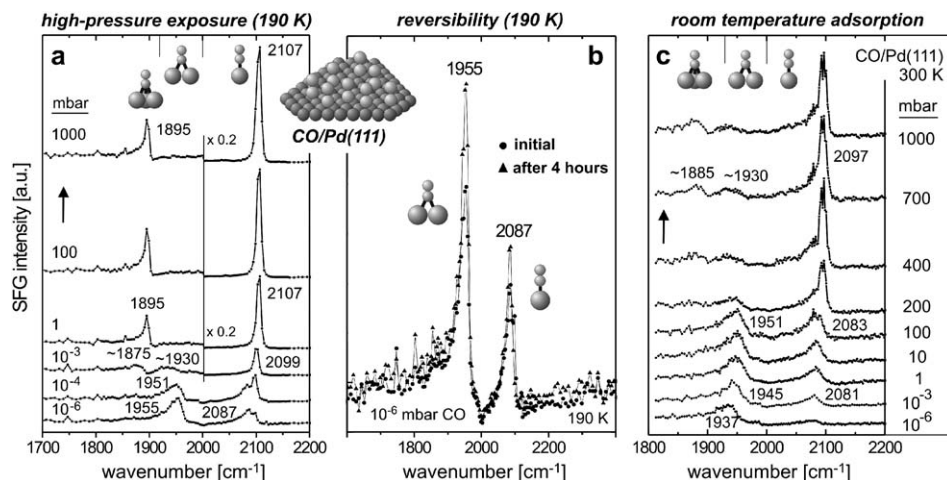 high-pressure exposure (190 K)
reversibility (190 K)
room temperature adsorption
a
2107
mbar
1000
1895
x 0.2
100
1895
2107
1
x 0.2
10-3
~1875
~1930
2099
10-4
1951
10-6
1955
2087
SFG intensity [a.u.]
1700 1800 1900 2000 2100 2200
wavenumber [cm-1]
CO/Pd(111)
b
1955
initial
after 4 hours
2087
10-6 mbar CO
190 K
1800 2000 2200
wavenumber [cm-1]
c
CO/Pd(111)
300 K
mbar
1000
2097
~1885
~1930
700
400
200
1951
2083
100
10
1
1945
2081
10-3
1937
10-6
1800 1900 2000 2100 2200
wavenumber [cm-1]